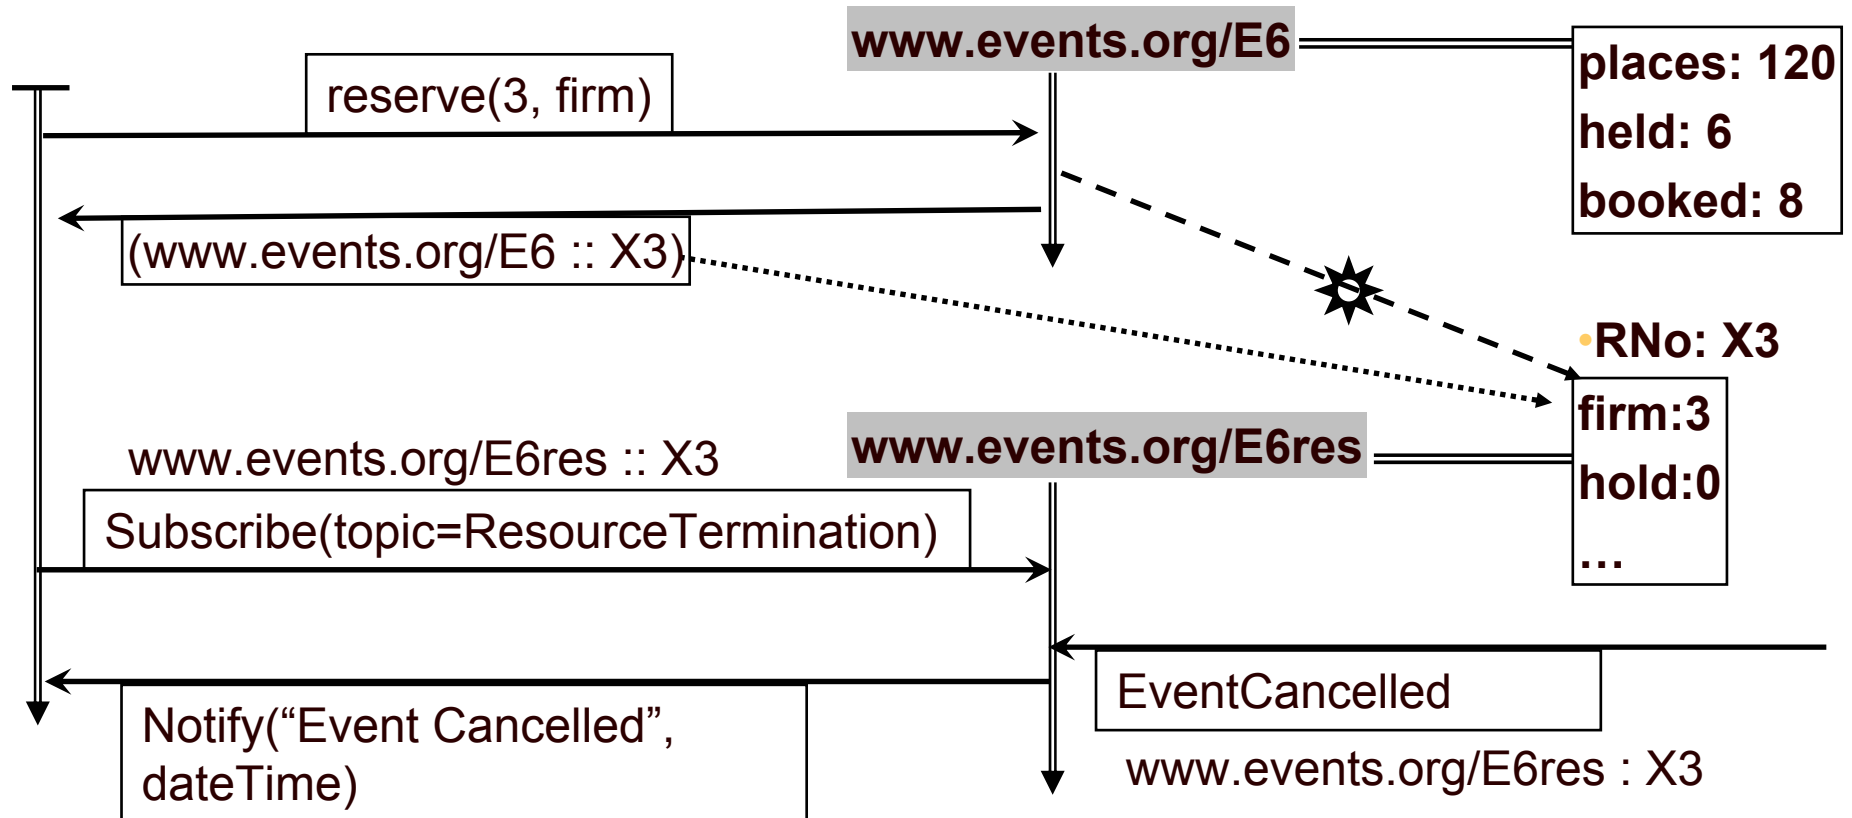 www.events.org/E6
places: 120
held: 6
booked: 8
reserve(3, firm)
(www.events.org/E6 :: X3)
•RNo: X3
firm:3
hold:0
…
www.events.org/E6res
www.events.org/E6res :: X3
Subscribe(topic=ResourceTermination)
EventCancelled
www.events.org/E6res : X3
Notify(“Event Cancelled”,
dateTime)